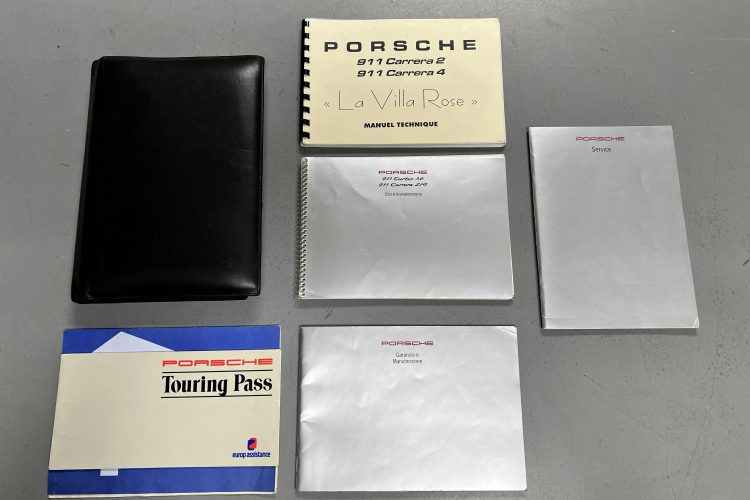 PORSCHE
911 Carrera 2
911 Carrera 4
« La Villa Rose »
MANUEL TECHNIQUE
PORSCHE
911 Turbo 3.6
911 Carrera 2/4
Uso e manutenzione
PORSCHE
Service
PORSCHE
Touring Pass
europ assistance
PORSCHE
Garanzia e
Manutenzione